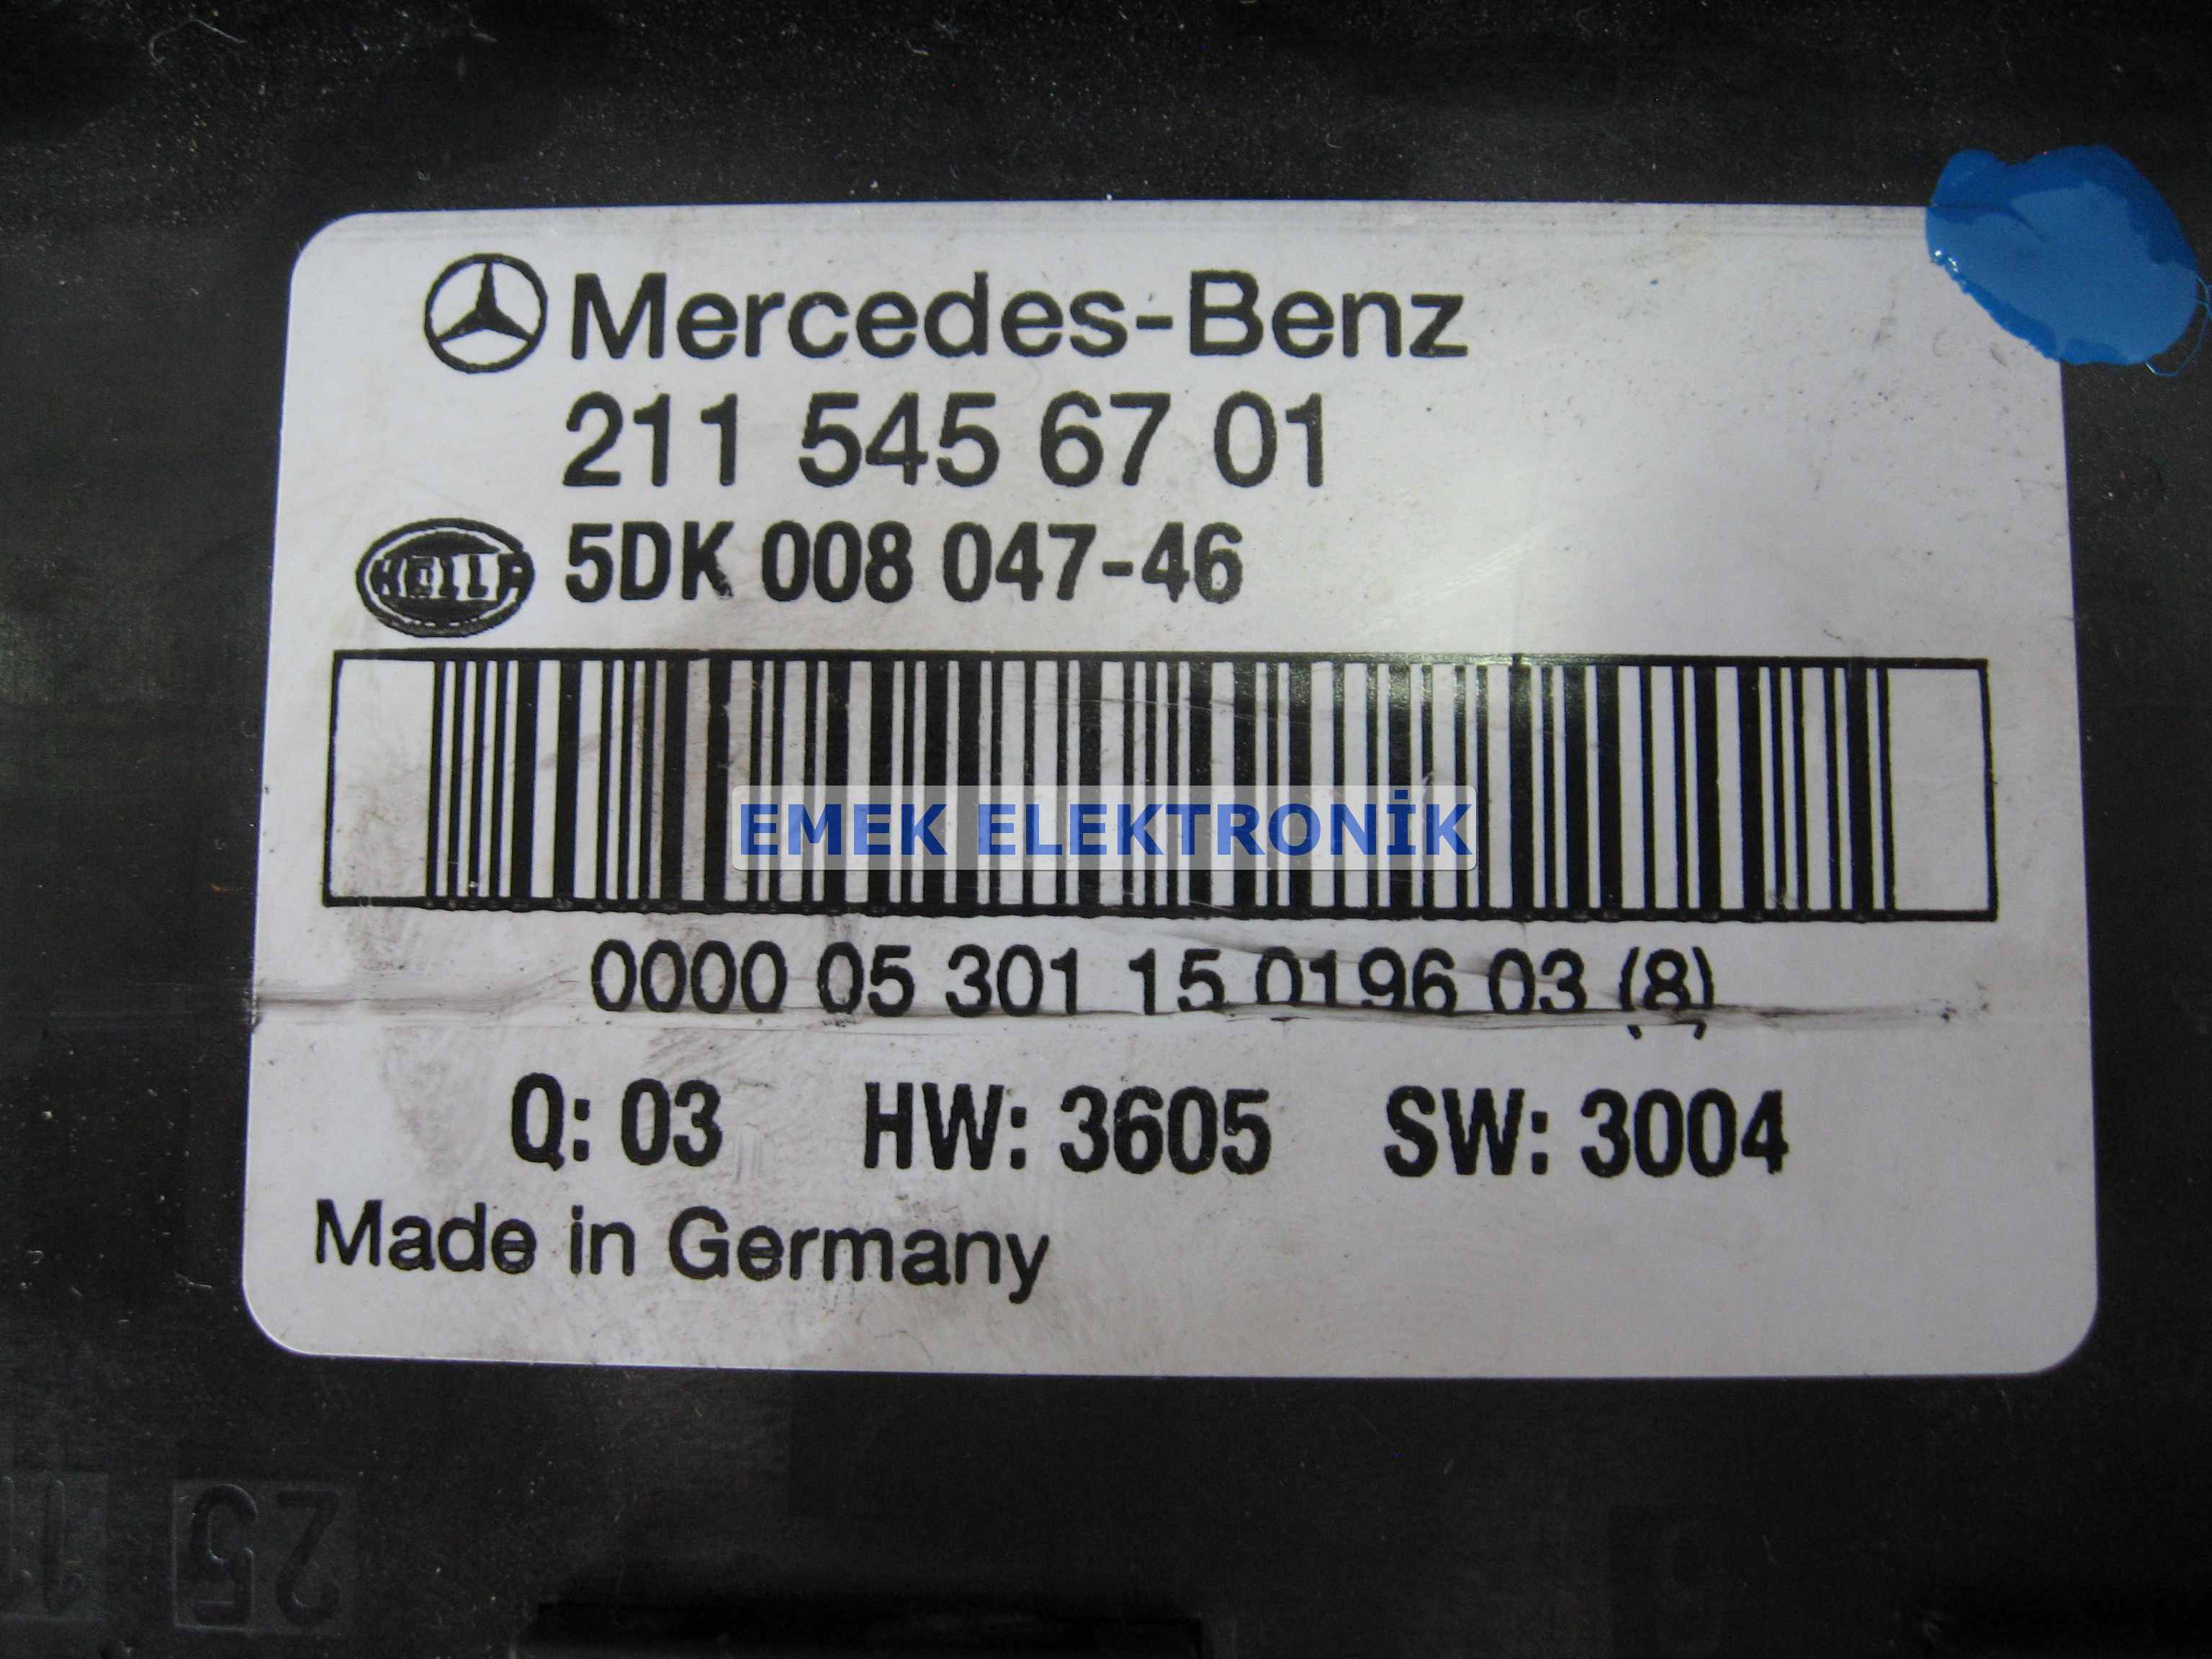 Mercedes-Benz
211 545 67 01
HELLA 5DK 008 047-46
EMEK ELEKTRONİK
0000 05 301 15 0196 03 (8)
Q: 03 HW: 3605 SW: 3004
Made in Germany
25